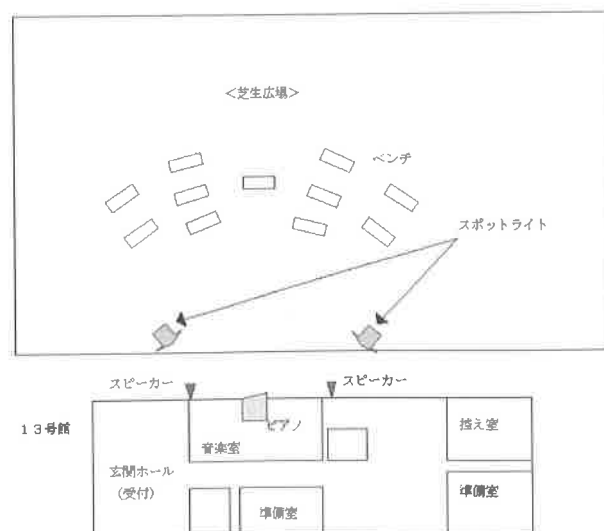 ＜芝生広場＞
ベンチ
スポットライト
スピーカー
スピーカー
13号館
ピアノ
音楽室
控え室
玄関ホール
（受付）
準備室
準備室